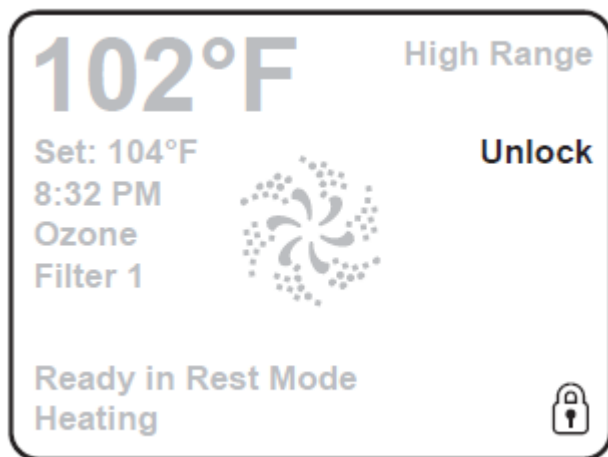 102°F
High Range
Set: 104°F
Unlock
8:32 PM
Ozone
Filter 1
Ready in Rest Mode
Heating